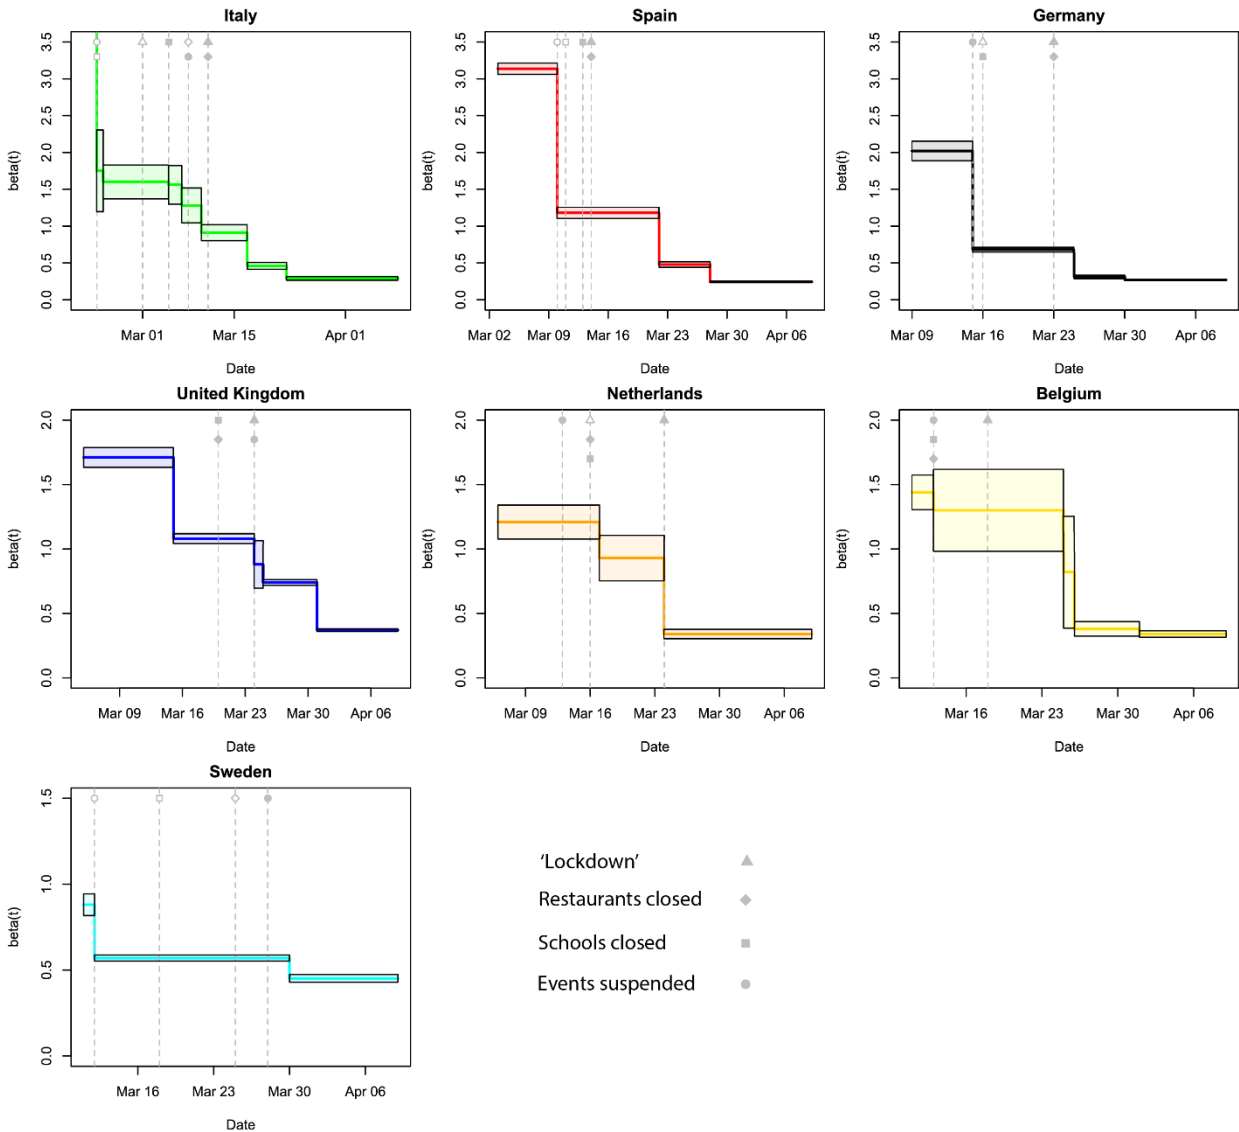 Italy
3.5
3.0
2.5
2.0
1.5
1.0
0.5
0.0
beta(t)
Mar 01 Mar 15 Apr 01
Date
Spain
3.5
3.0
2.5
2.0
1.5
1.0
0.5
0.0
beta(t)
Mar 02 Mar 09 Mar 16 Mar 23 Mar 30 Apr 06
Date
Germany
3.5
3.0
2.5
2.0
1.5
1.0
0.5
0.0
beta(t)
Mar 09 Mar 16 Mar 23 Mar 30 Apr 06
Date
United Kingdom
2.0
1.5
1.0
0.5
0.0
beta(t)
Mar 09 Mar 16 Mar 23 Mar 30 Apr 06
Date
Netherlands
2.0
1.5
1.0
0.5
0.0
beta(t)
Mar 09 Mar 16 Mar 23 Mar 30 Apr 06
Date
Belgium
2.0
1.5
1.0
0.5
0.0
beta(t)
Mar 16 Mar 23 Mar 30 Apr 06
Date
Sweden
1.5
1.0
0.5
0.0
beta(t)
Mar 16 Mar 23 Mar 30 Apr 06
Date
‘Lockdown’
Restaurants closed
Schools closed
Events suspended